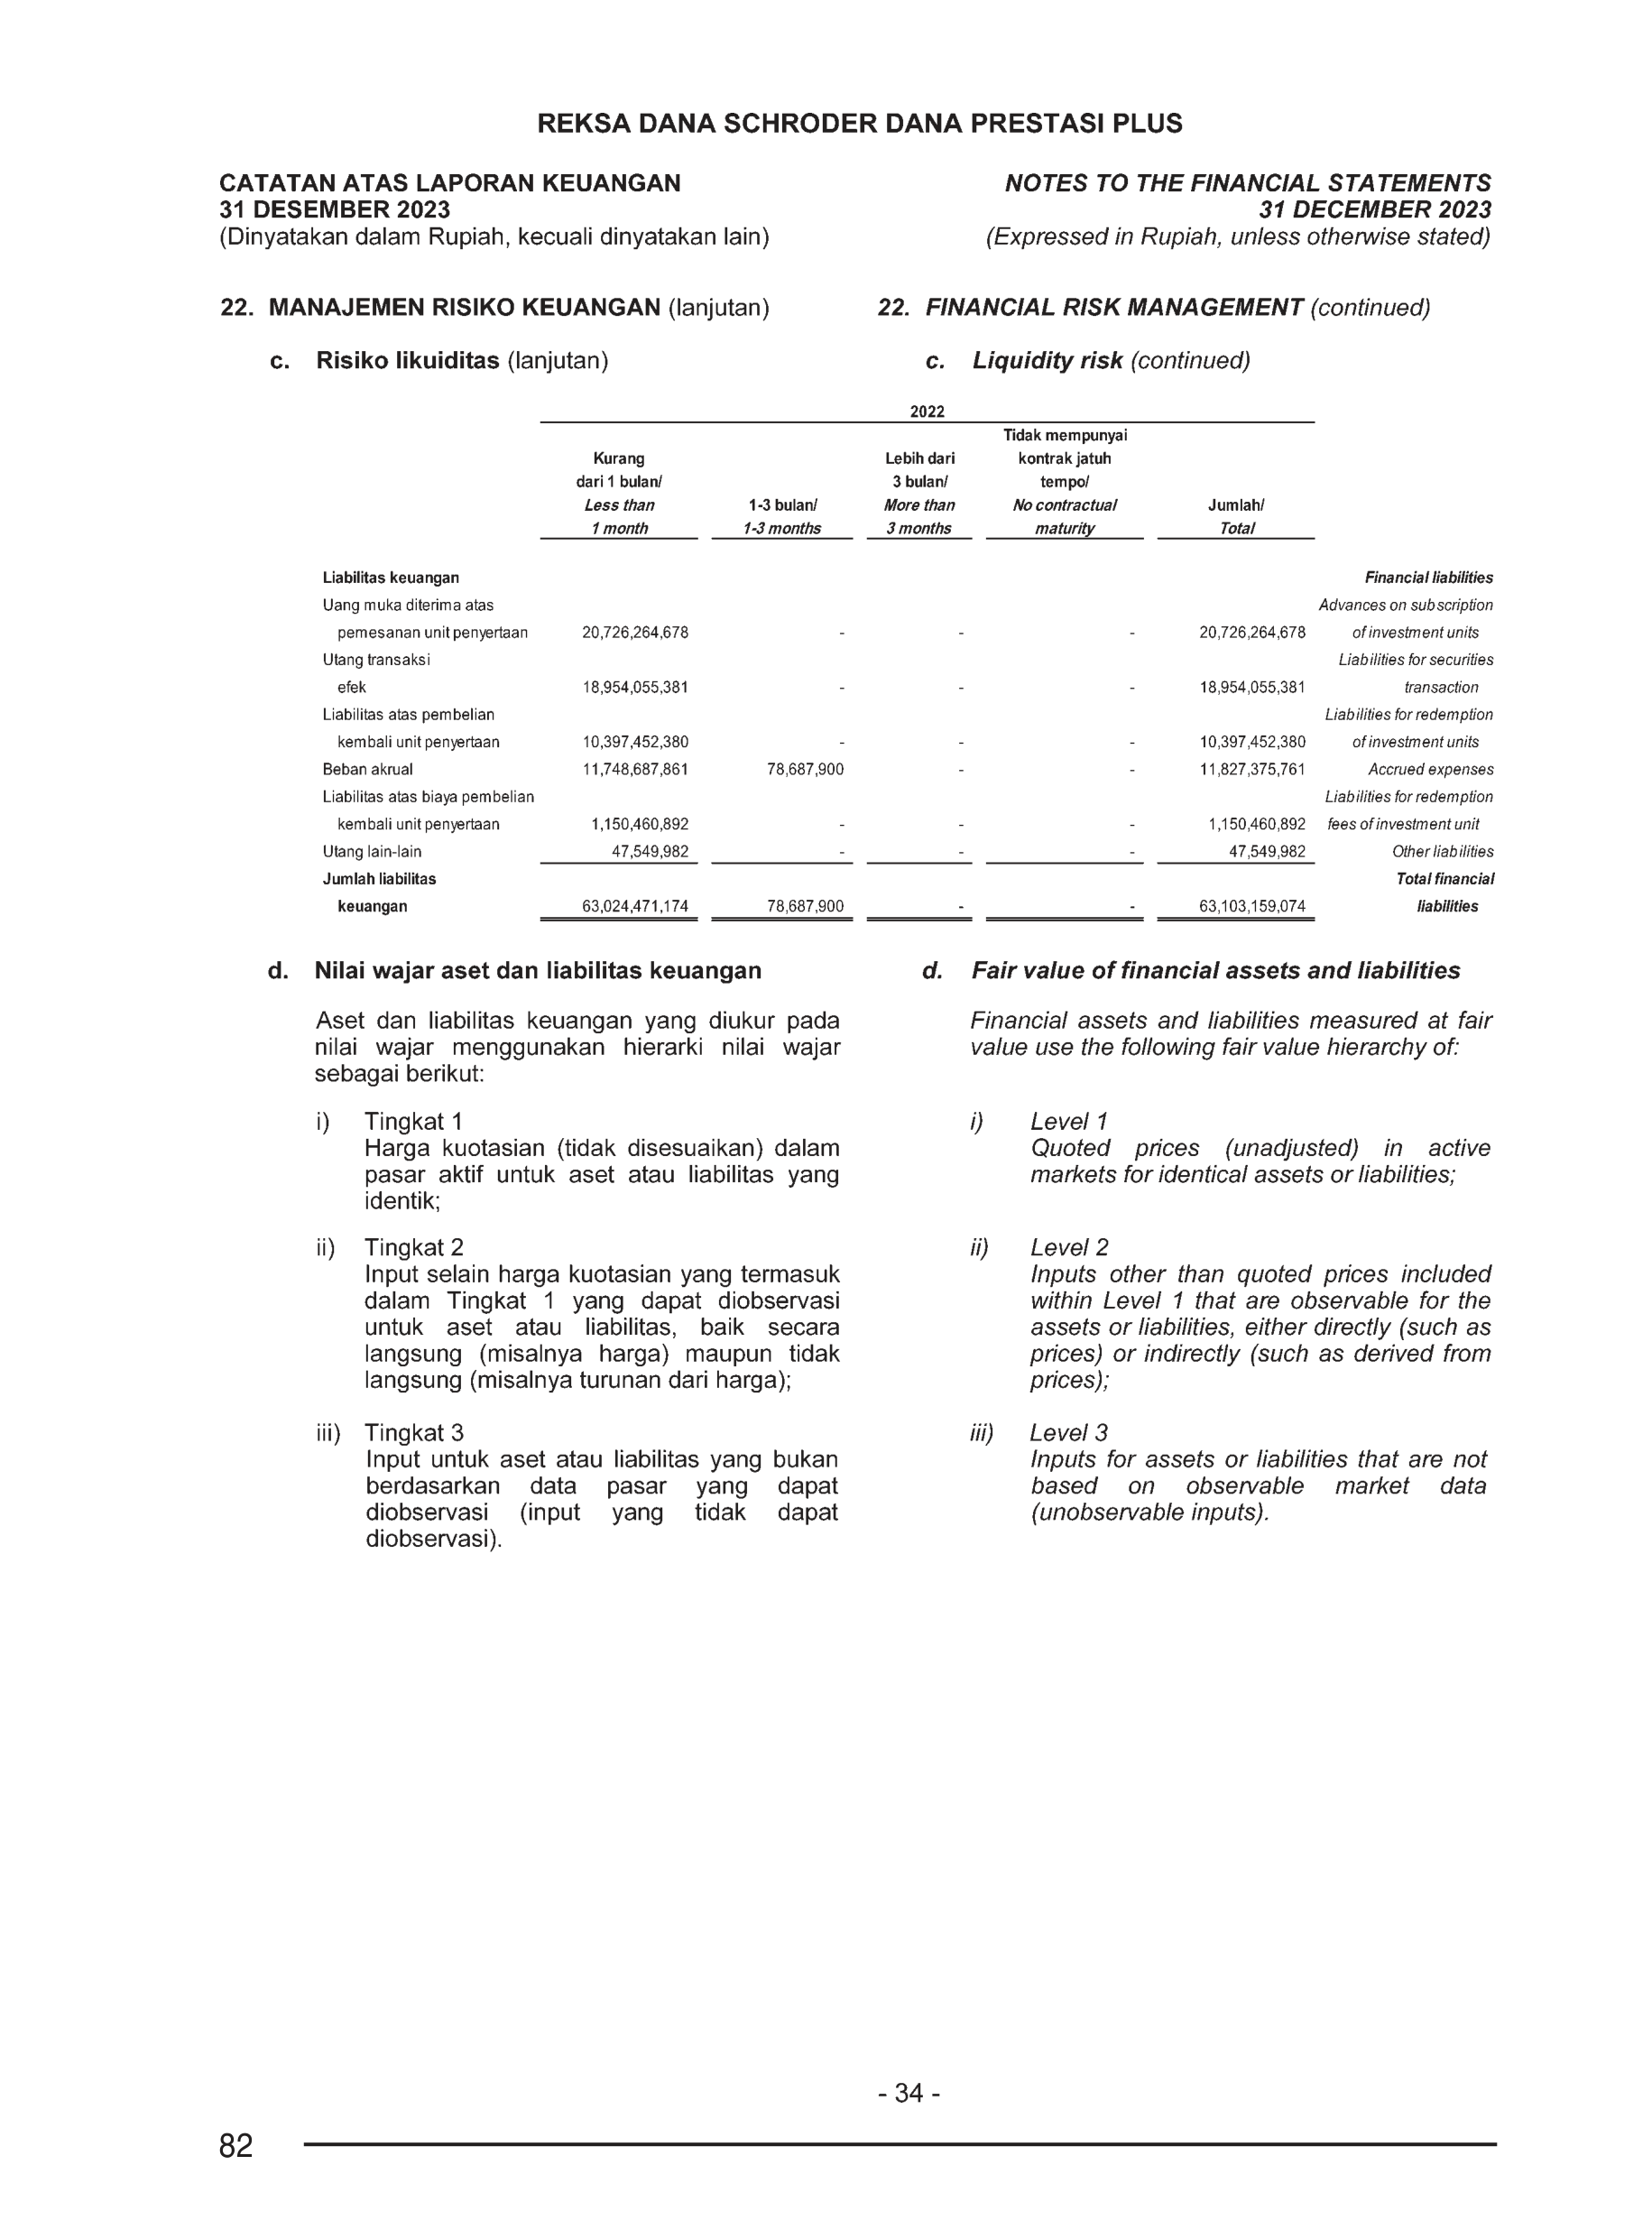 REKSA DANA SCHRODER DANA PRESTASI PLUS
CATATAN ATAS LAPORAN KEUANGAN
31 DESEMBER 2023
(Dinyatakan dalam Rupiah, kecuali dinyatakan lain)
NOTES TO THE FINANCIAL STATEMENTS
31 DECEMBER 2023
(Expressed in Rupiah, unless otherwise stated)
22. MANAJEMEN RISIKO KEUANGAN (lanjutan)
22. FINANCIAL RISK MANAGEMENT (continued)
c. Risiko likuiditas (lanjutan)
c. Liquidity risk (continued)
2022
Kurang
dari 1 bulan/
Less than
1 month
1-3 bulan/
1-3 months
Lebih dari
3 bulan/
More than
3 months
Tidak mempunyai
kontrak jatuh
tempo/
No contractual
maturity
Jumlah/
Total
Liabilitas keuangan Financial liabilities
Uang muka diterima atas Advances on subscription
pemesanan unit penyertaan 20,726,264,678 - - - 20,726,264,678 of investment units
Utang transaksi Liabilities for securities
efek 18,954,055,381 - - - 18,954,055,381 transaction
Liabilitas atas pembelian Liabilities for redemption
kembali unit penyertaan 10,397,452,380 - - - 10,397,452,380 of investment units
Beban akrual 11,748,687,861 78,687,900 - - 11,827,375,761 Accrued expenses
Liabilitas atas biaya pembelian Liabilities for redemption
kembali unit penyertaan 1,150,460,892 - - - 1,150,460,892 fees of investment unit
Utang lain-lain 47,549,982 - - - 47,549,982 Other liabilities
Jumlah liabilitas Total financial
keuangan 63,024,471,174 78,687,900 - - 63,103,159,074 liabilities
d. Nilai wajar aset dan liabilitas keuangan
Aset dan liabilitas keuangan yang diukur pada
nilai wajar menggunakan hierarki nilai wajar
sebagai berikut:
i) Tingkat 1
Harga kuotasian (tidak disesuaikan) dalam
pasar aktif untuk aset atau liabilitas yang
identik;
ii) Tingkat 2
Input selain harga kuotasian yang termasuk
dalam Tingkat 1 yang dapat diobservasi
untuk aset atau liabilitas, baik secara
langsung (misalnya harga) maupun tidak
langsung (misalnya turunan dari harga);
iii) Tingkat 3
Input untuk aset atau liabilitas yang bukan
berdasarkan data pasar yang dapat
diobservasi (input yang tidak dapat
diobservasi).
d. Fair value of financial assets and liabilities
Financial assets and liabilities measured at fair
value use the following fair value hierarchy of:
i) Level 1
Quoted prices (unadjusted) in active
markets for identical assets or liabilities;
ii) Level 2
Inputs other than quoted prices included
within Level 1 that are observable for the
assets or liabilities, either directly (such as
prices) or indirectly (such as derived from
prices);
iii) Level 3
Inputs for assets or liabilities that are not
based on observable market data
(unobservable inputs).
- 34 -
82